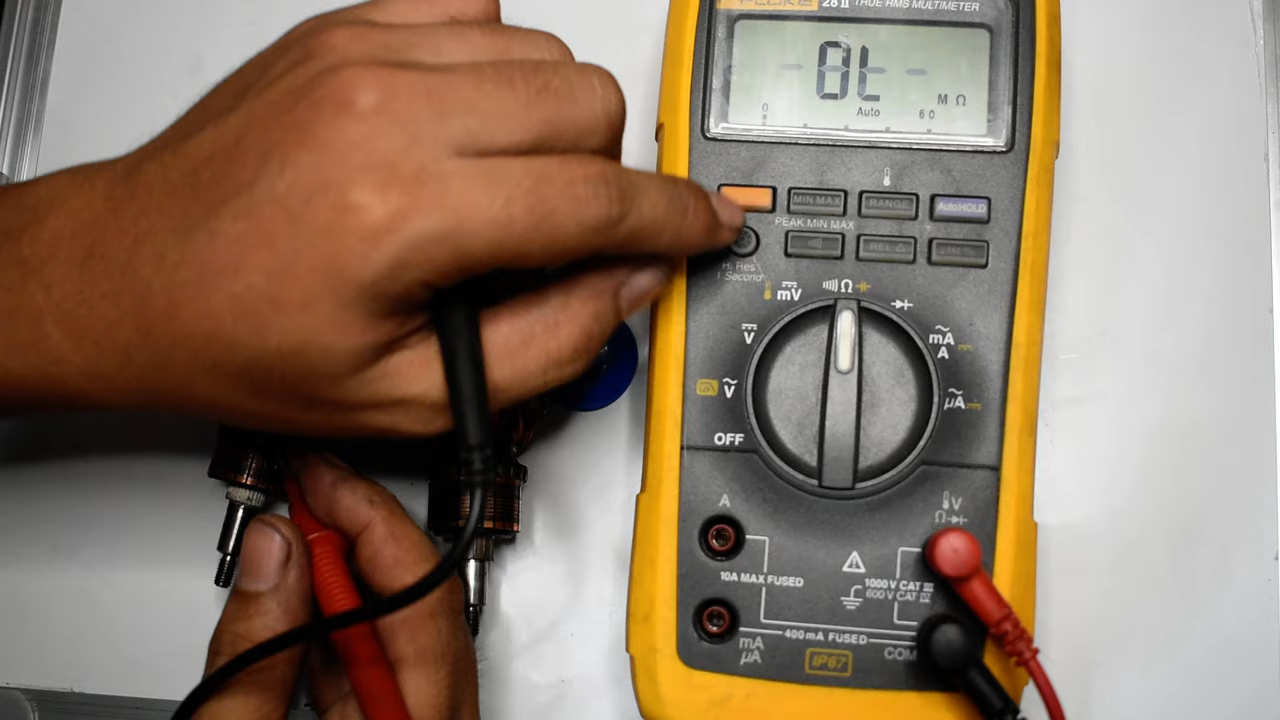 FLUKE 28 II TRUE RMS MULTIMETER
0L
M Ω
0 Auto 60
MIN MAX RANGE AutoHOLD
PEAK MIN MAX
REL △
Hi Res
1 Second
mV Ω
V mA
A
V µA
OFF
A V
Ω
10A MAX FUSED 1000 V CAT III
600 V CAT IV
400 mA FUSED
mA
µA COM
IP67